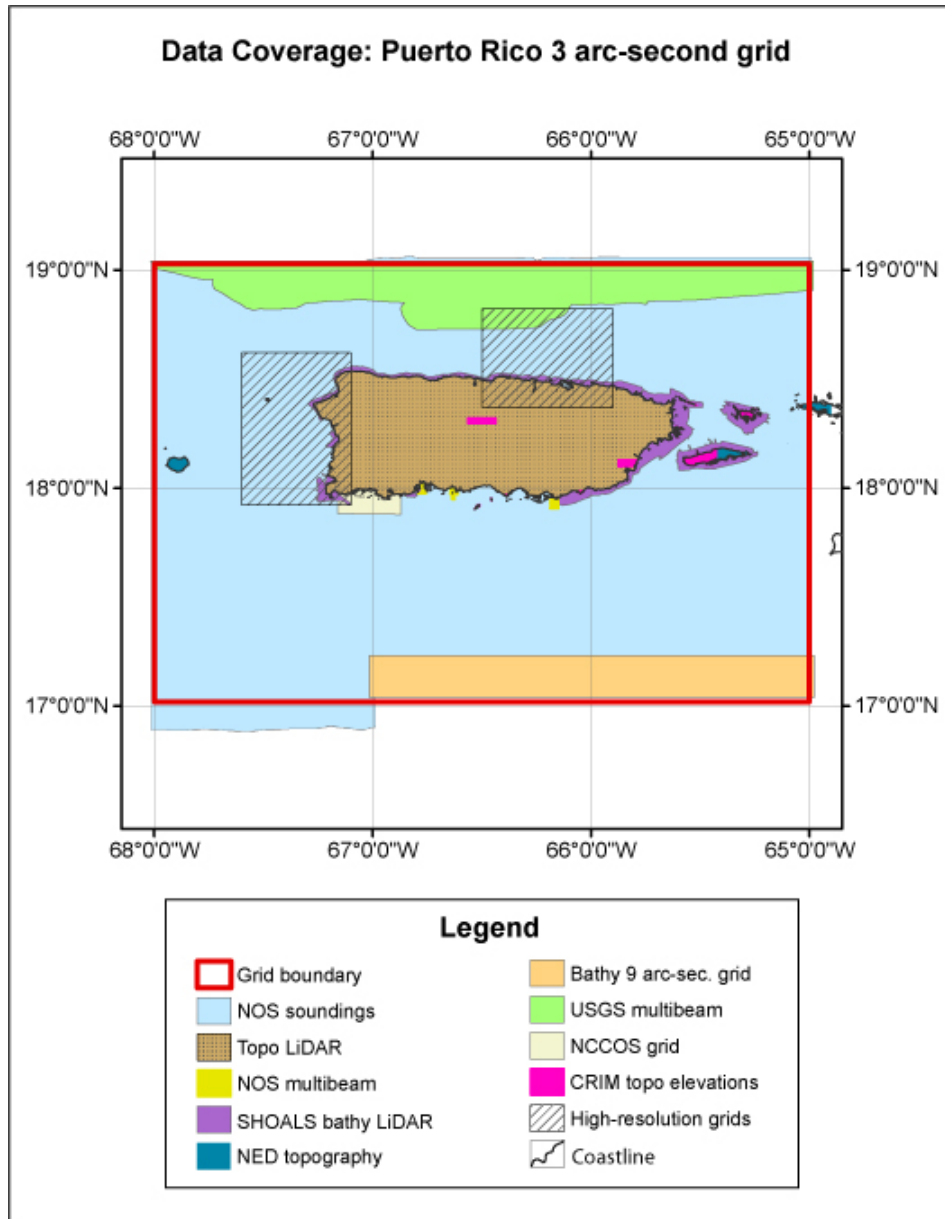 Data Coverage: Puerto Rico 3 arc-second grid
68°0'0"W 67°0'0"W 66°0'0"W 65°0'0"W
19°0'0"N 19°0'0"N
18°0'0"N 18°0'0"N
17°0'0"N 17°0'0"N
68°0'0"W 67°0'0"W 66°0'0"W 65°0'0"W
Legend
Grid boundary
NOS soundings
Topo LiDAR
NOS multibeam
SHOALS bathy LiDAR
NED topography
Bathy 9 arc-sec. grid
USGS multibeam
NCCOS grid
CRIM topo elevations
High-resolution grids
Coastline